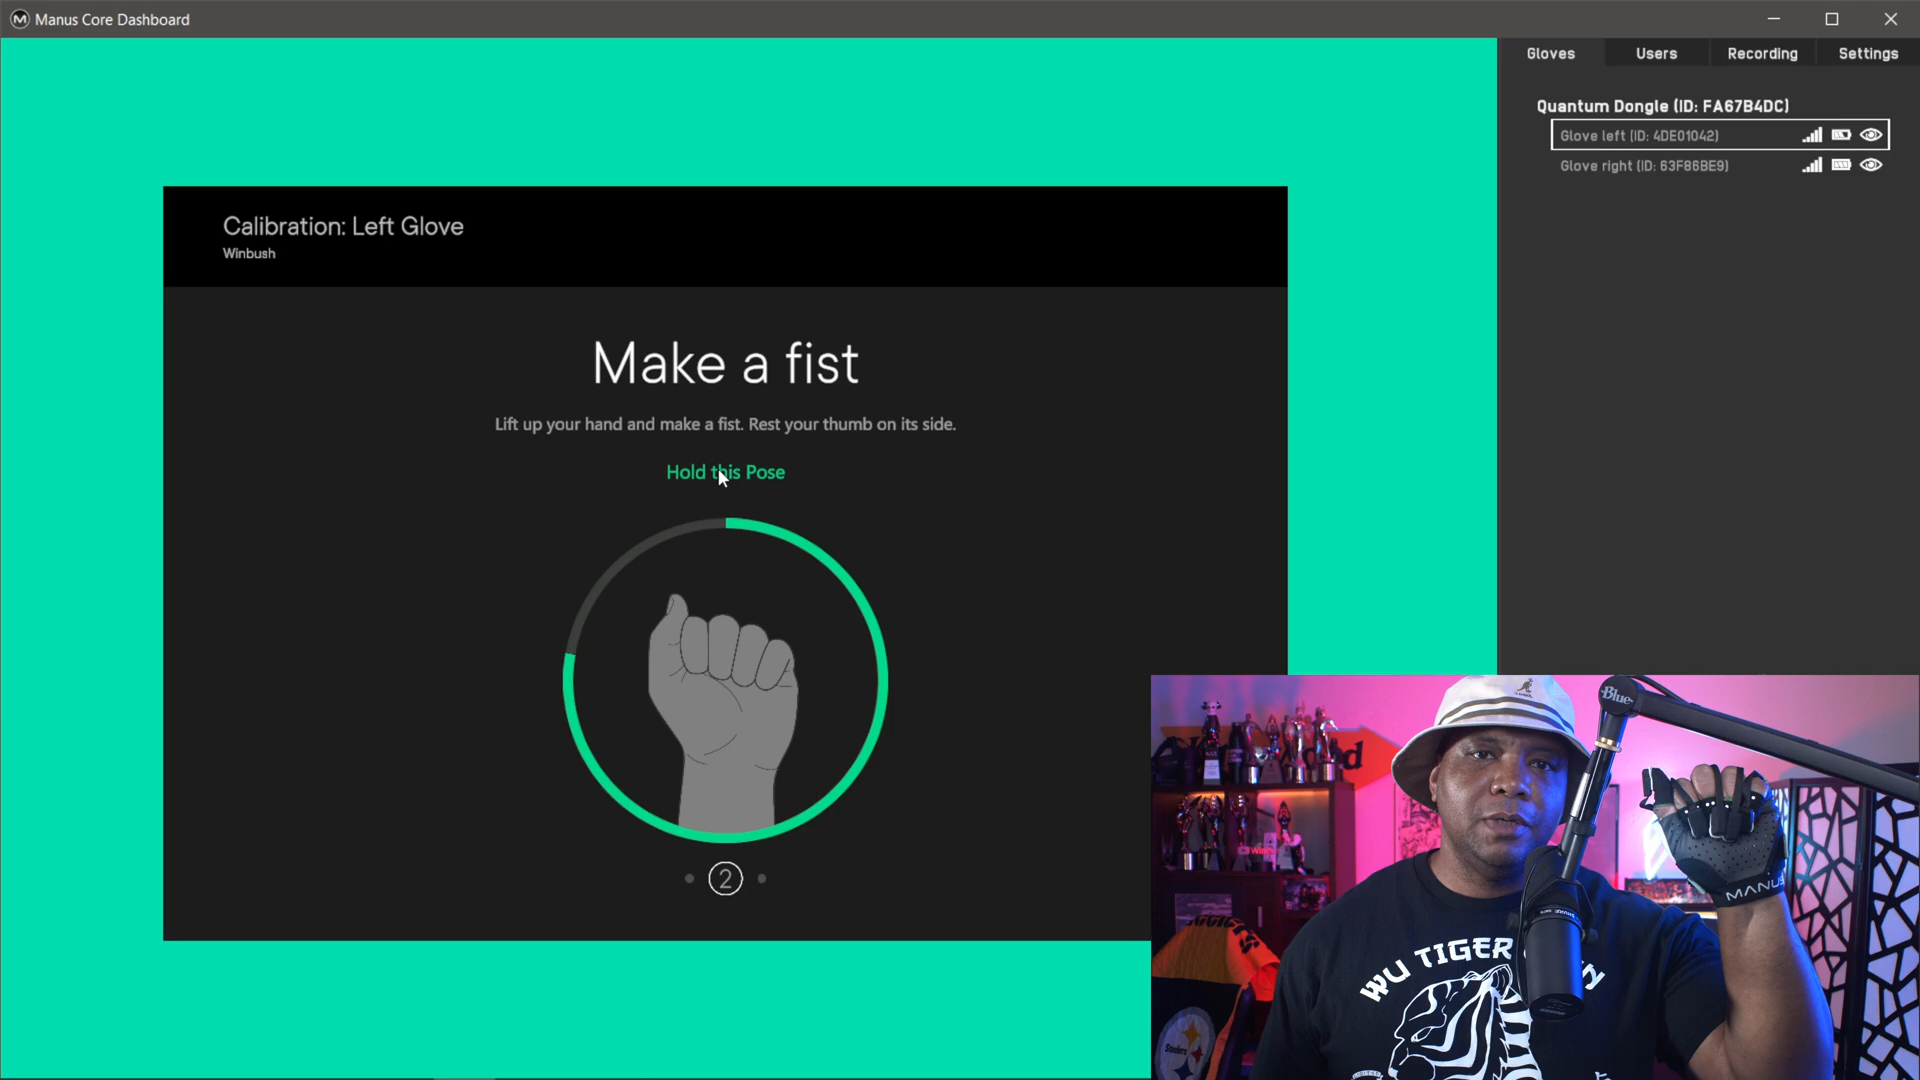 Manus Core Dashboard
Gloves Users Recording Settings
Quantum Dongle (ID: FA67B4DC)
Glove left (ID: 4DE01042)
Glove right (ID: 63F86BE9)
Calibration: Left Glove
Winbush
Make a fist
Lift up your hand and make a fist. Rest your thumb on its side.
Hold this Pose
2
Blue
MANUS
WU TIGER
Steelers